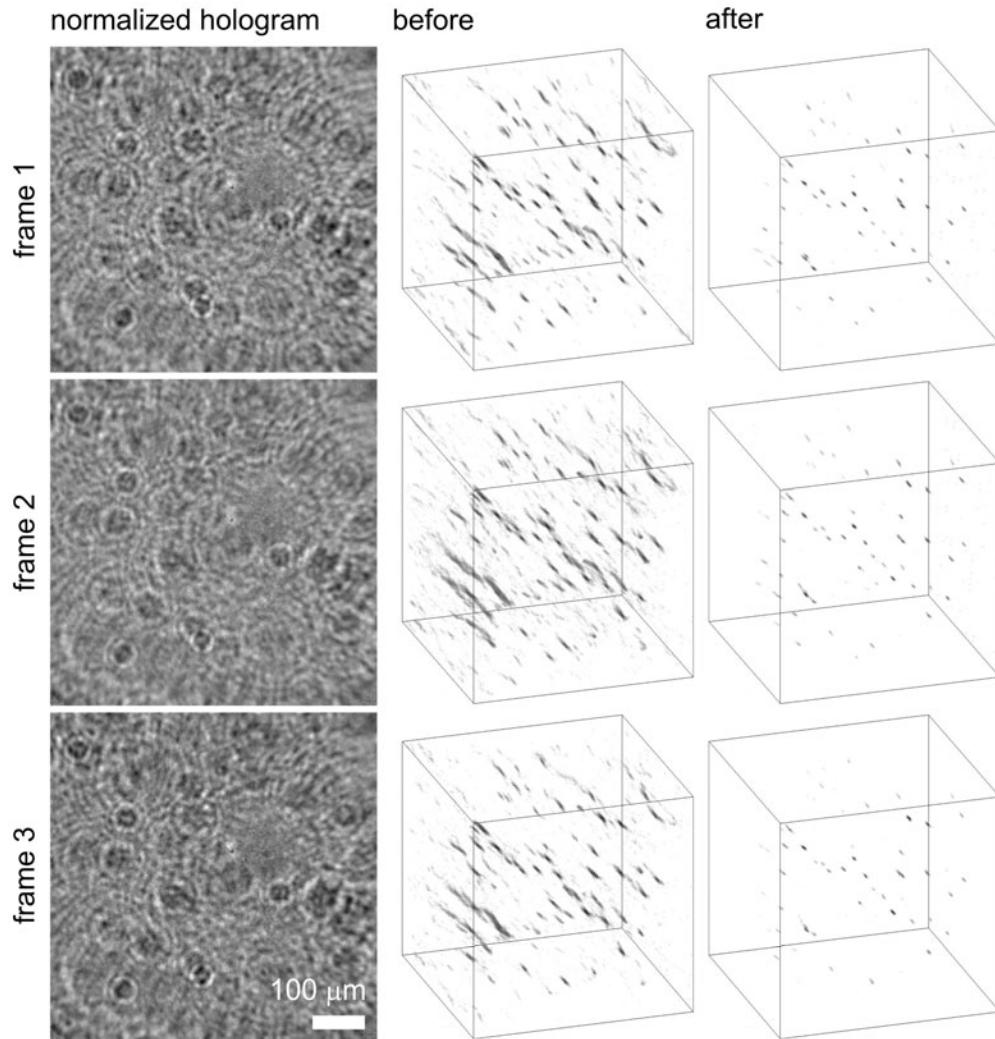 normalized hologram
before
after
frame 1
frame 2
frame 3
100 μm